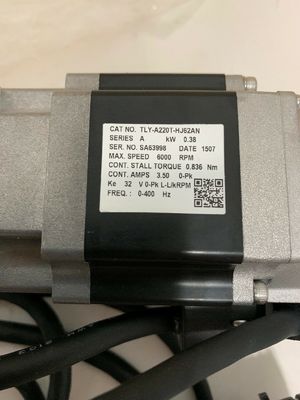 CAT NO. TLY-A220T-HJ62AN
SERIES A kW 0.38
SER. NO. SA63998 DATE 1507
MAX. SPEED 6000 RPM
CONT. STALL TORQUE 0.836 Nm
CONT. AMPS 3.50 0-Pk
Ke 32 V 0-Pk L-L/kRPM
FREQ. : 0-400 Hz